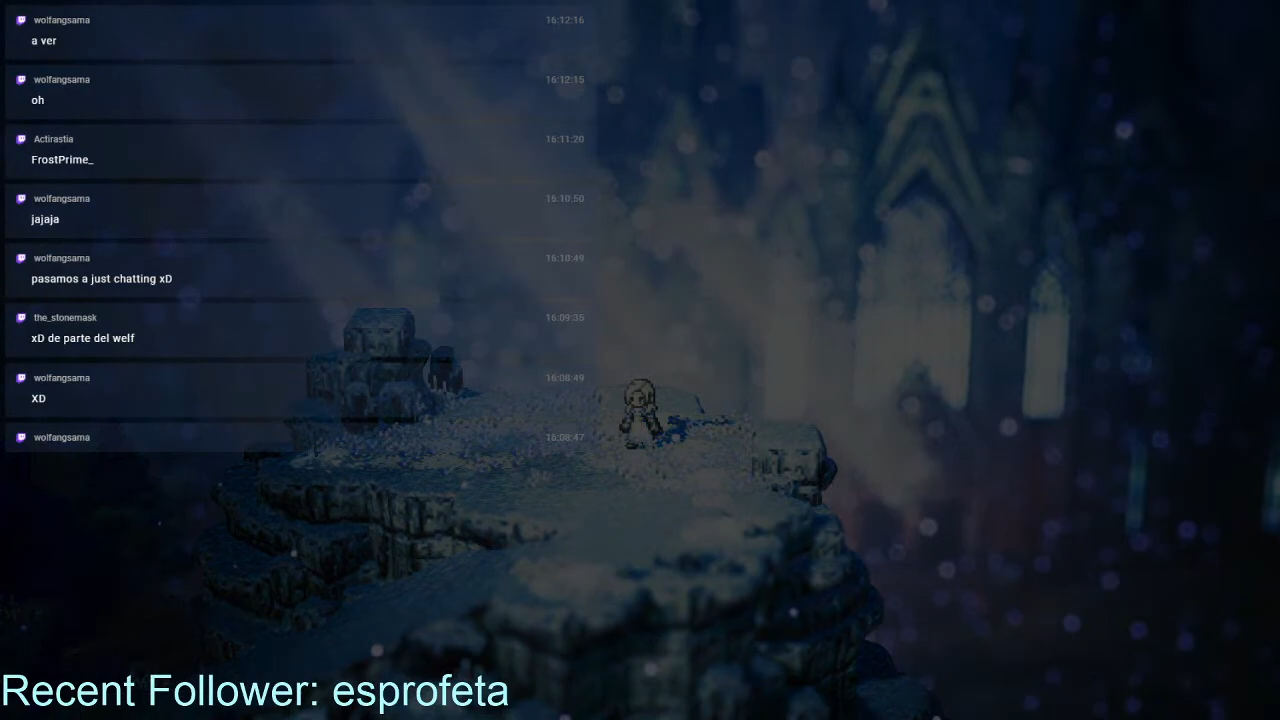 wolfangsama 16:12:16
a ver
wolfangsama 16:12:15
oh
Actirastia 16:11:20
FrostPrime_
wolfangsama 16:10:50
jajaja
wolfangsama 16:10:49
pasamos a just chatting xD
the_stonemask 16:09:35
xD de parte del welf
wolfangsama 16:08:49
XD
wolfangsama 16:08:47
Recent Follower: esprofeta